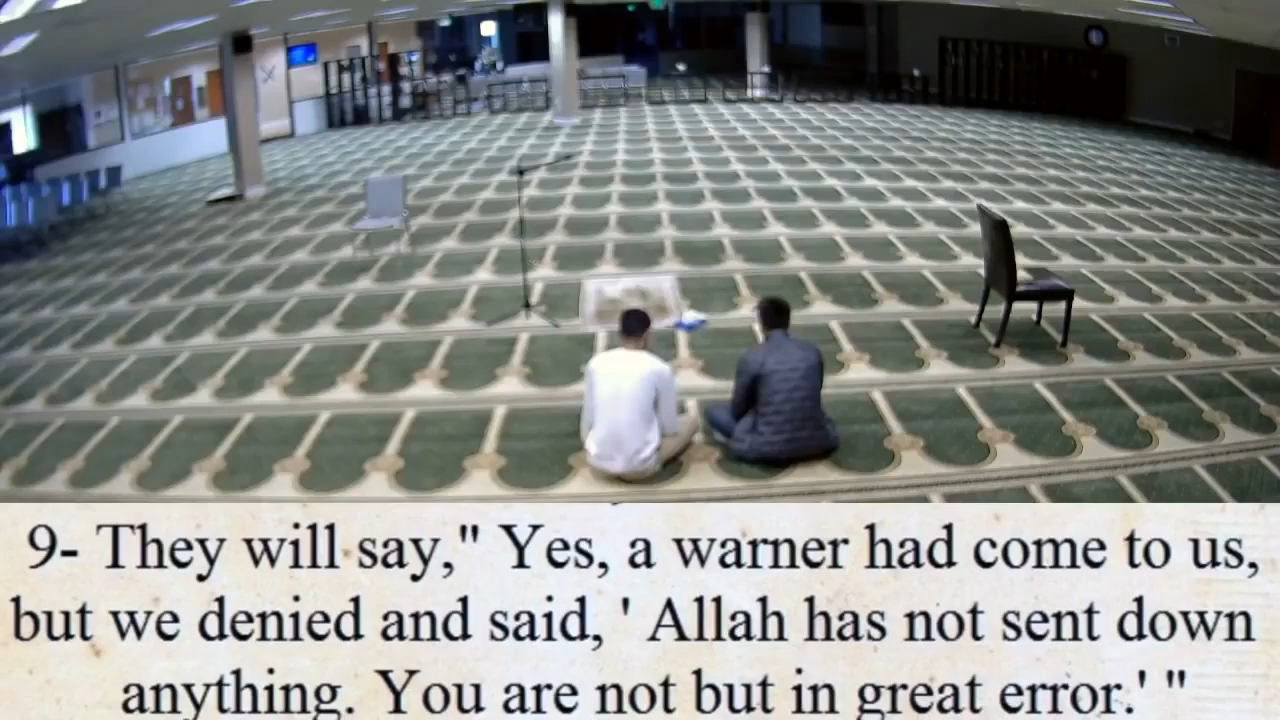 9- They will say," Yes, a warner had come to us,
but we denied and said, ' Allah has not sent down
anything. You are not but in great error.' "